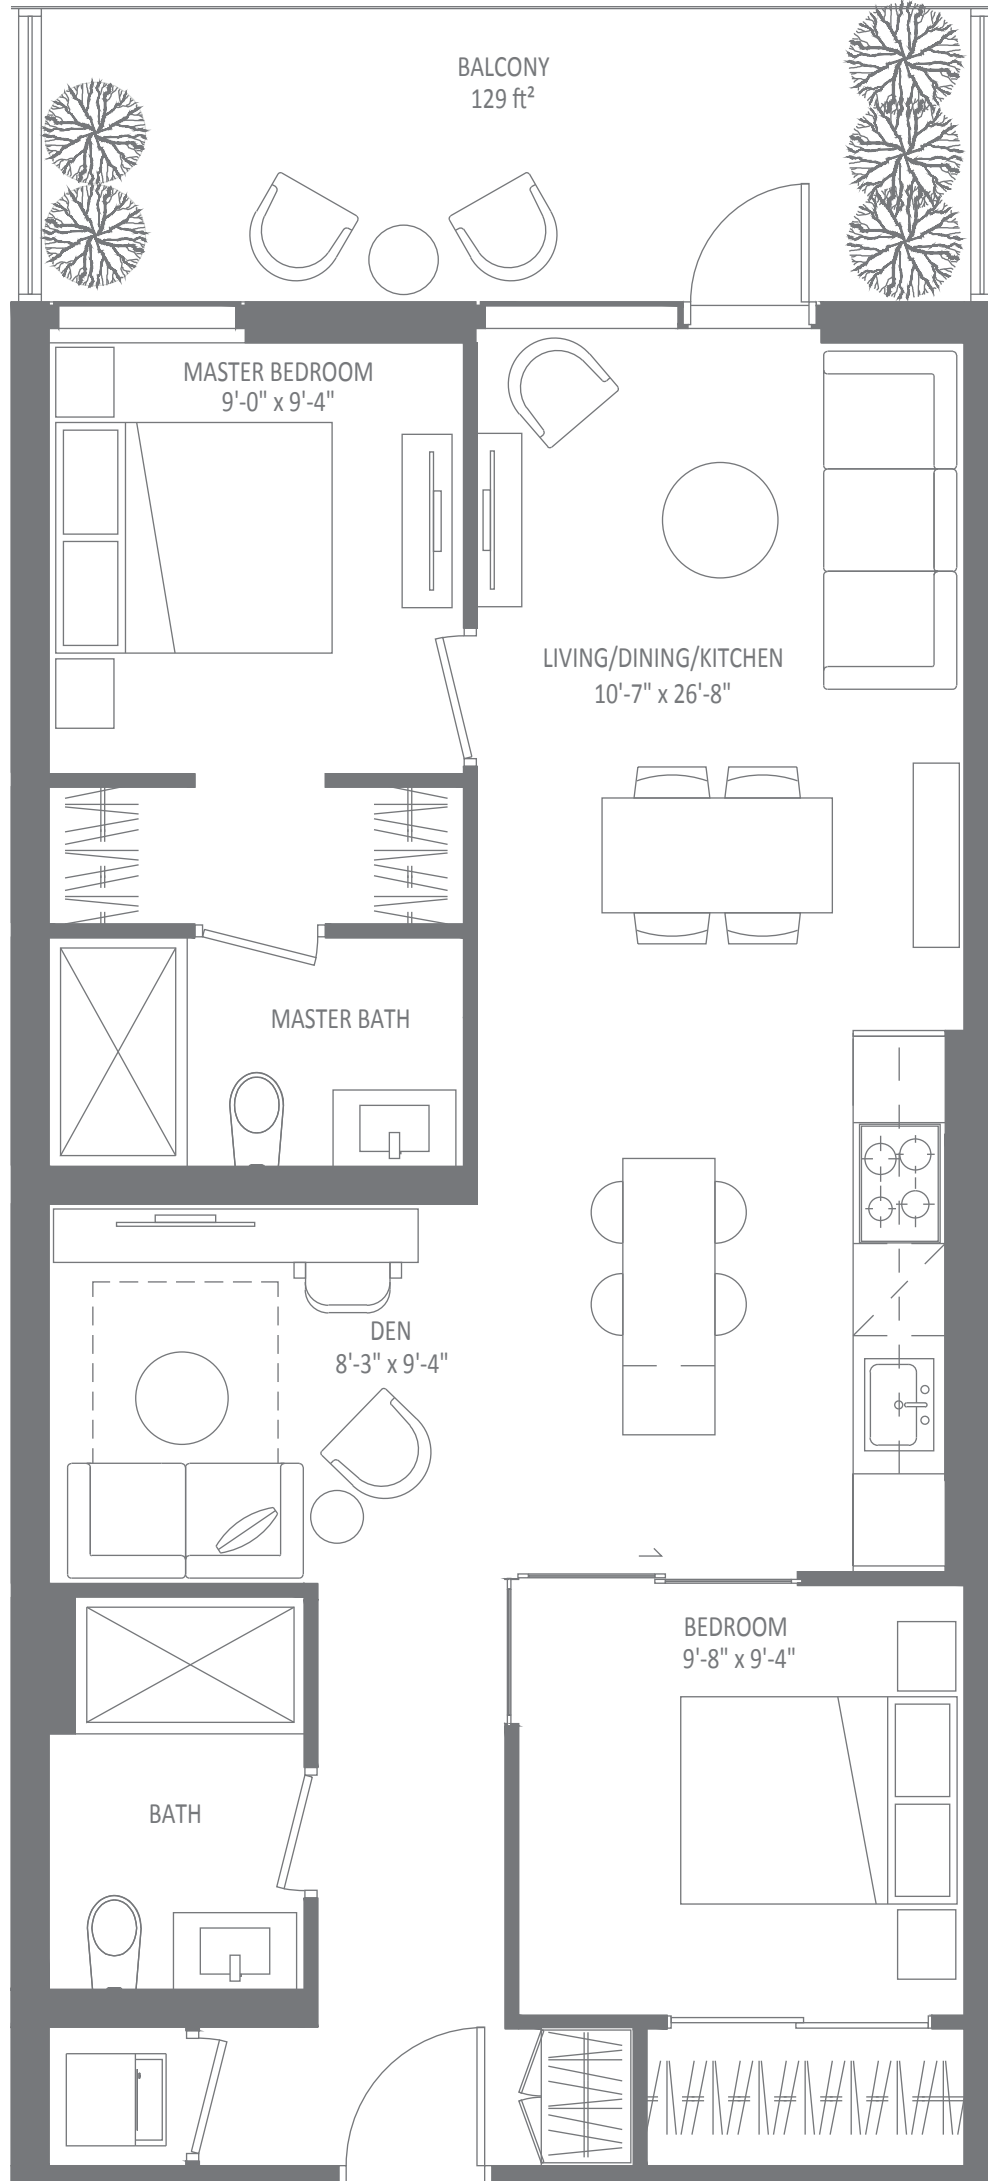 BALCONY
129 ft²
MASTER BEDROOM
9'-0" x 9'-4"
LIVING/DINING/KITCHEN
10'-7" x 26'-8"
MASTER BATH
DEN
8'-3" x 9'-4"
BEDROOM
9'-8" x 9'-4"
BATH